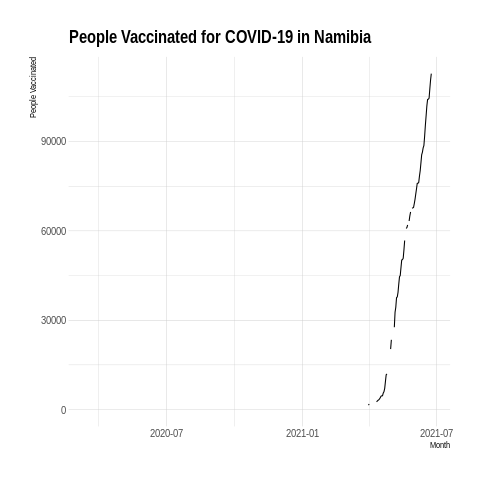 People Vaccinated for COVID-19 in Namibia
People Vaccinated
90000
60000
30000
0
2020-07
2021-01
2021-07
Month